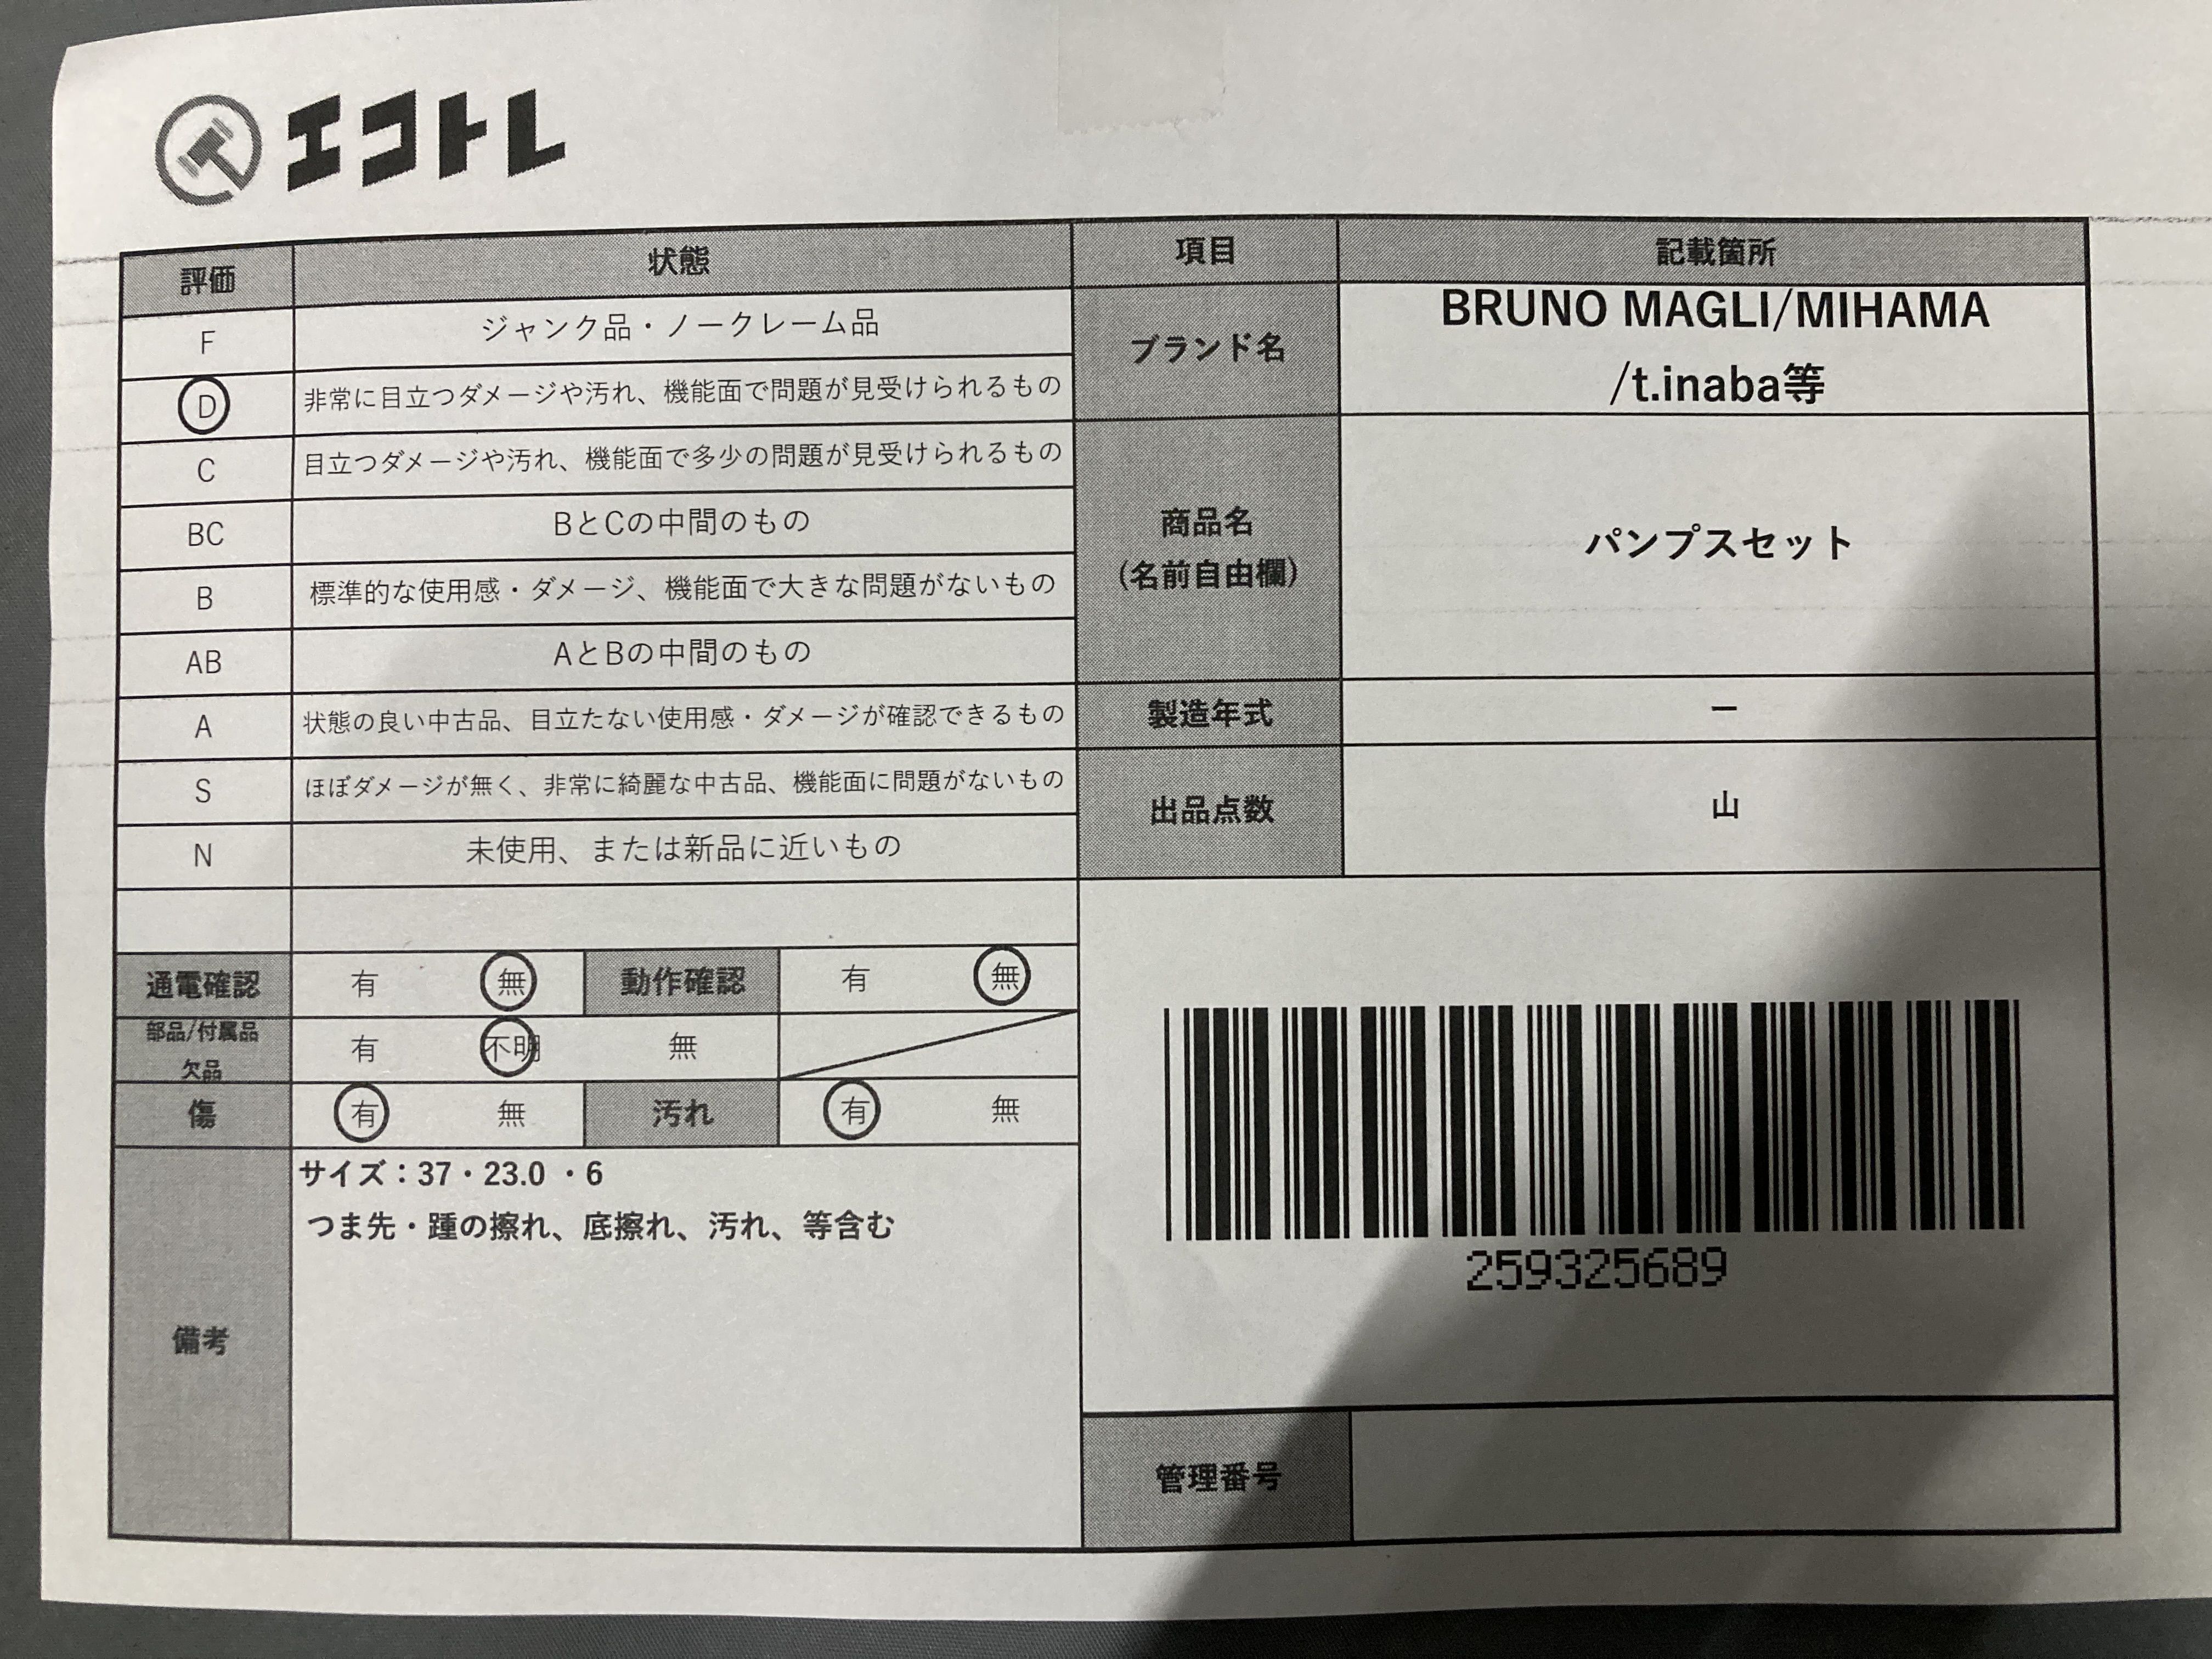 エコトレ
評価 状態 項目 記載箇所
F ジャンク品・ノークレーム品
D 非常に目立つダメージや汚れ、機能面で問題が見受けられるもの
C 目立つダメージや汚れ、機能面で多少の問題が見受けられるもの
BC BとCの中間のもの
B 標準的な使用感・ダメージ、機能面で大きな問題がないもの
AB AとBの中間のもの
A 状態の良い中古品、目立たない使用感・ダメージが確認できるもの
S ほぼダメージが無く、非常に綺麗な中古品、機能面に問題がないもの
N 未使用、または新品に近いもの
ブランド名
BRUNO MAGLI/MIHAMA
/t.inaba等
商品名
(名前自由欄)
パンプスセット
製造年式 ー
出品点数 山
通電確認 有 無 動作確認 有 無
部品/付属品
欠品
有 不明 無
傷 有 無 汚れ 有 無
備考
サイズ：37・23.0 ・6
つま先・踵の擦れ、底擦れ、汚れ、等含む
259325689
管理番号